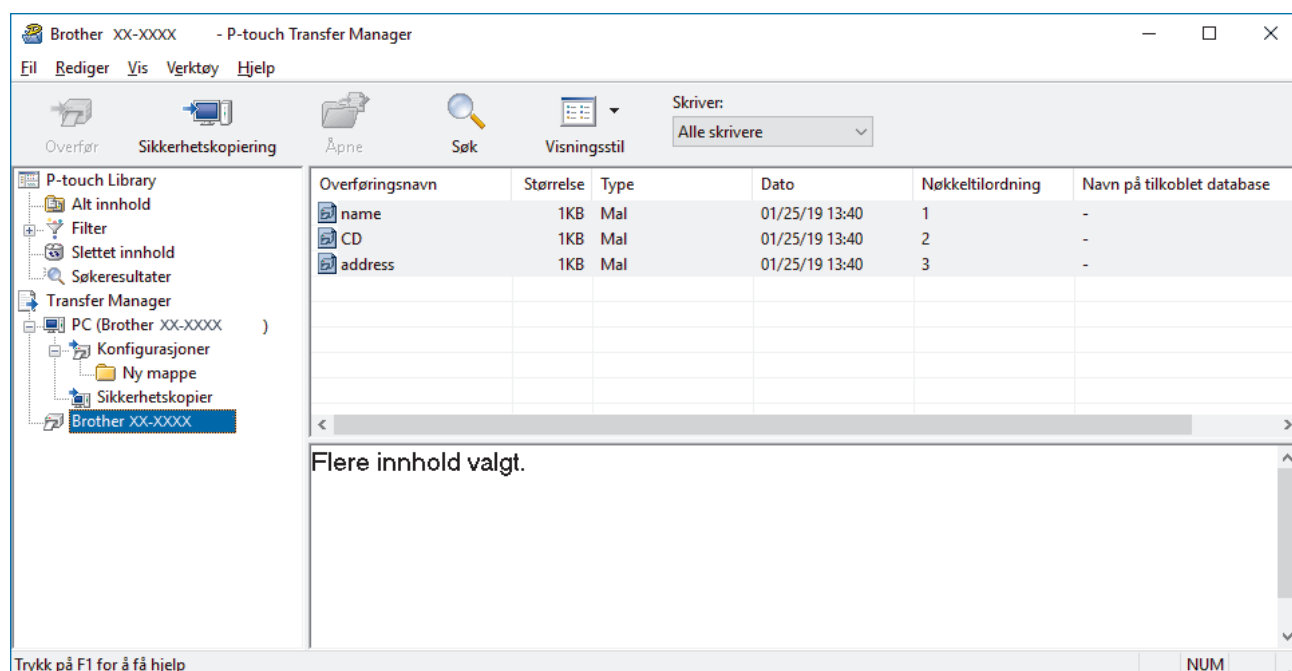 Brother XX-XXXX - P-touch Transfer Manager
Fil Rediger Vis Verktøy Hjelp
Overfør Sikkerhetskopiering Åpne Søk Visningsstil Skriver:
Alle skrivere
P-touch Library
Alt innhold
Filter
Slettet innhold
Søkeresultater
Transfer Manager
PC (Brother XX-XXXX )
Konfigurasjoner
Ny mappe
Sikkerhetskopier
Brother XX-XXXX
Overføringsnavn Størrelse Type Dato Nøkkeltilordning Navn på tilkoblet database
name 1KB Mal 01/25/19 13:40 1 -
CD 1KB Mal 01/25/19 13:40 2 -
address 1KB Mal 01/25/19 13:40 3 -
Flere innhold valgt.
Trykk på F1 for å få hjelp NUM